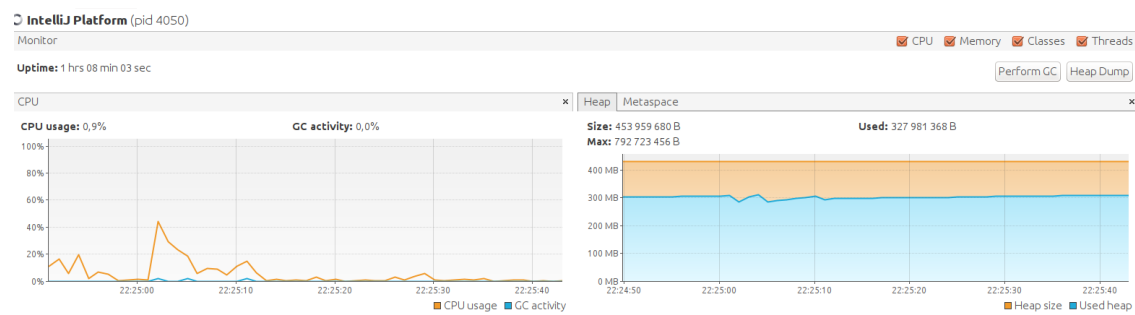 IntelliJ Platform (pid 4050)
Monitor
CPU Memory Classes Threads
Uptime: 1 hrs 08 min 03 sec
Perform GC Heap Dump
CPU x
Heap Metaspace x
CPU usage: 0,9% GC activity: 0,0%
Size: 453 959 680 B Used: 327 981 368 B
Max: 792 723 456 B
100%
80%
60%
40%
20%
0%
22:25:00 22:25:10 22:25:20 22:25:30 22:25:40
CPU usage GC activity
400 MB
300 MB
200 MB
100 MB
0 MB
22:24:50 22:25:00 22:25:10 22:25:20 22:25:30 22:25:40
Heap size Used heap